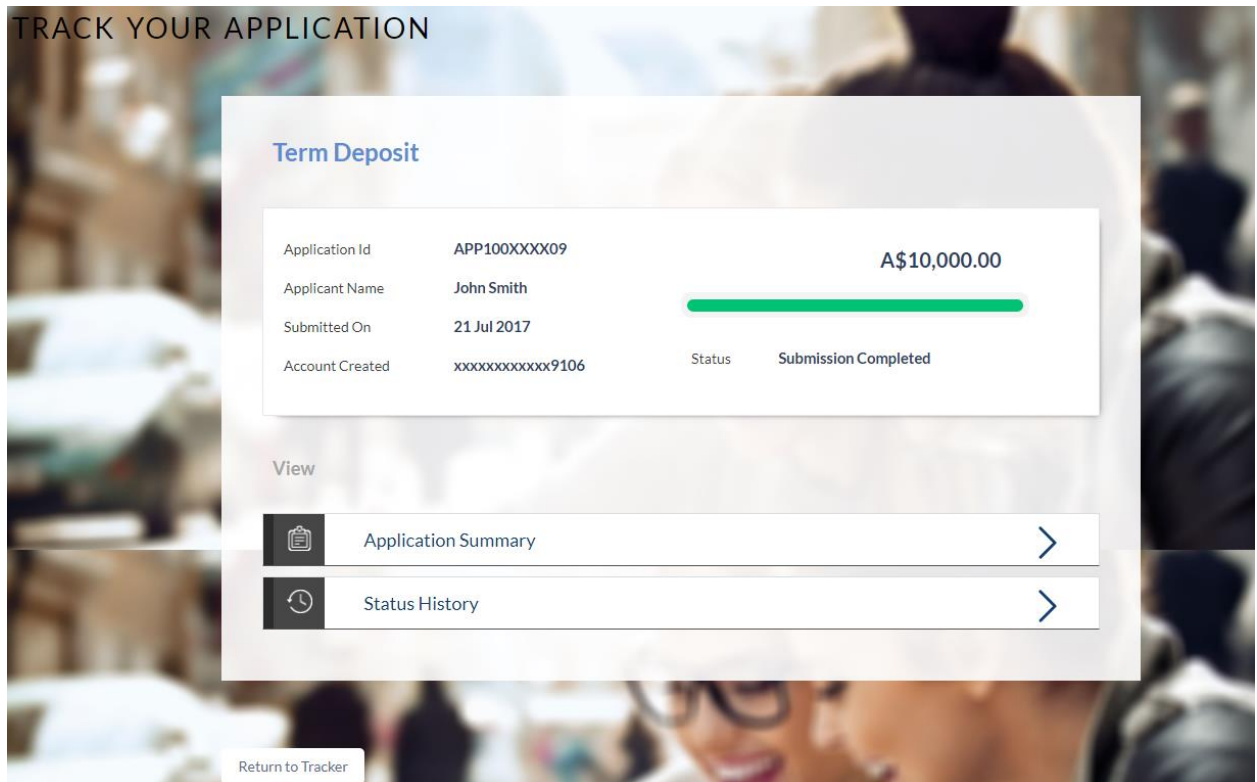 TRACK YOUR APPLICATION
Term Deposit
Application Id APP100XXXX09
Applicant Name John Smith
Submitted On 21 Jul 2017
Account Created xxxxxxxxxxxx9106
A$10,000.00
Status Submission Completed
View
Application Summary
Status History
Return to Tracker